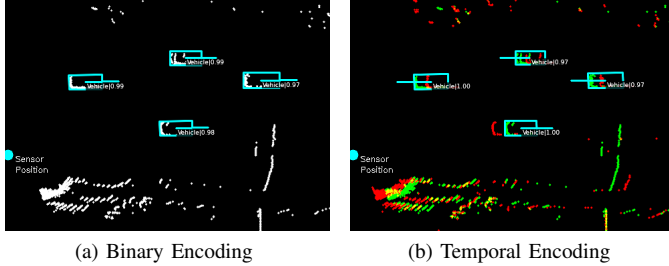 Vehicle|0.99
Vehicle|0.99
Vehicle|0.97
Vehicle|0.98
Sensor
Position
(a) Binary Encoding
Vehicle|0.97
Vehicle|1.00
Vehicle|0.97
Vehicle|1.00
Sensor
Position
(b) Temporal Encoding